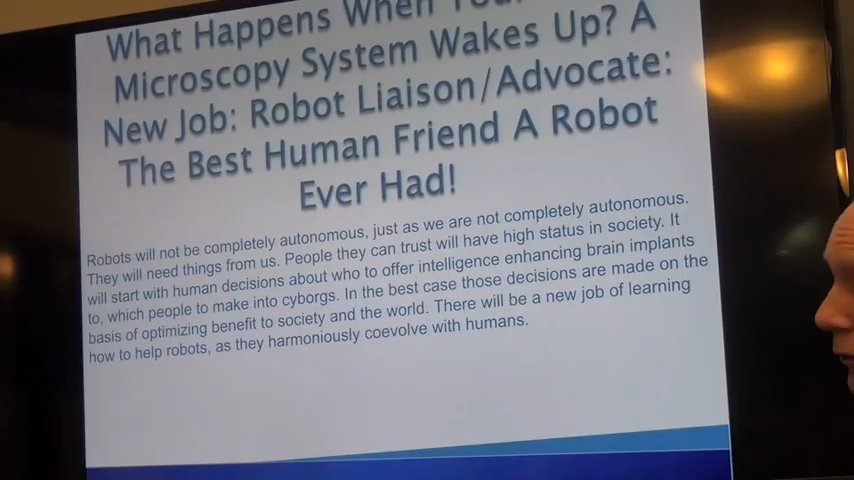 What Happens When
Microscopy System Wakes Up? A
New Job: Robot Liaison/Advocate:
The Best Human Friend A Robot
Ever Had!
Robots will not be completely autonomous, just as we are not completely autonomous.
They will need things from us. People they can trust will have high status in society. It
will start with human decisions about who to offer intelligence enhancing brain implants
to, which people to make into cyborgs. In the best case those decisions are made on the
basis of optimizing benefit to society and the world. There will be a new job of learning
how to help robots, as they harmoniously coevolve with humans.